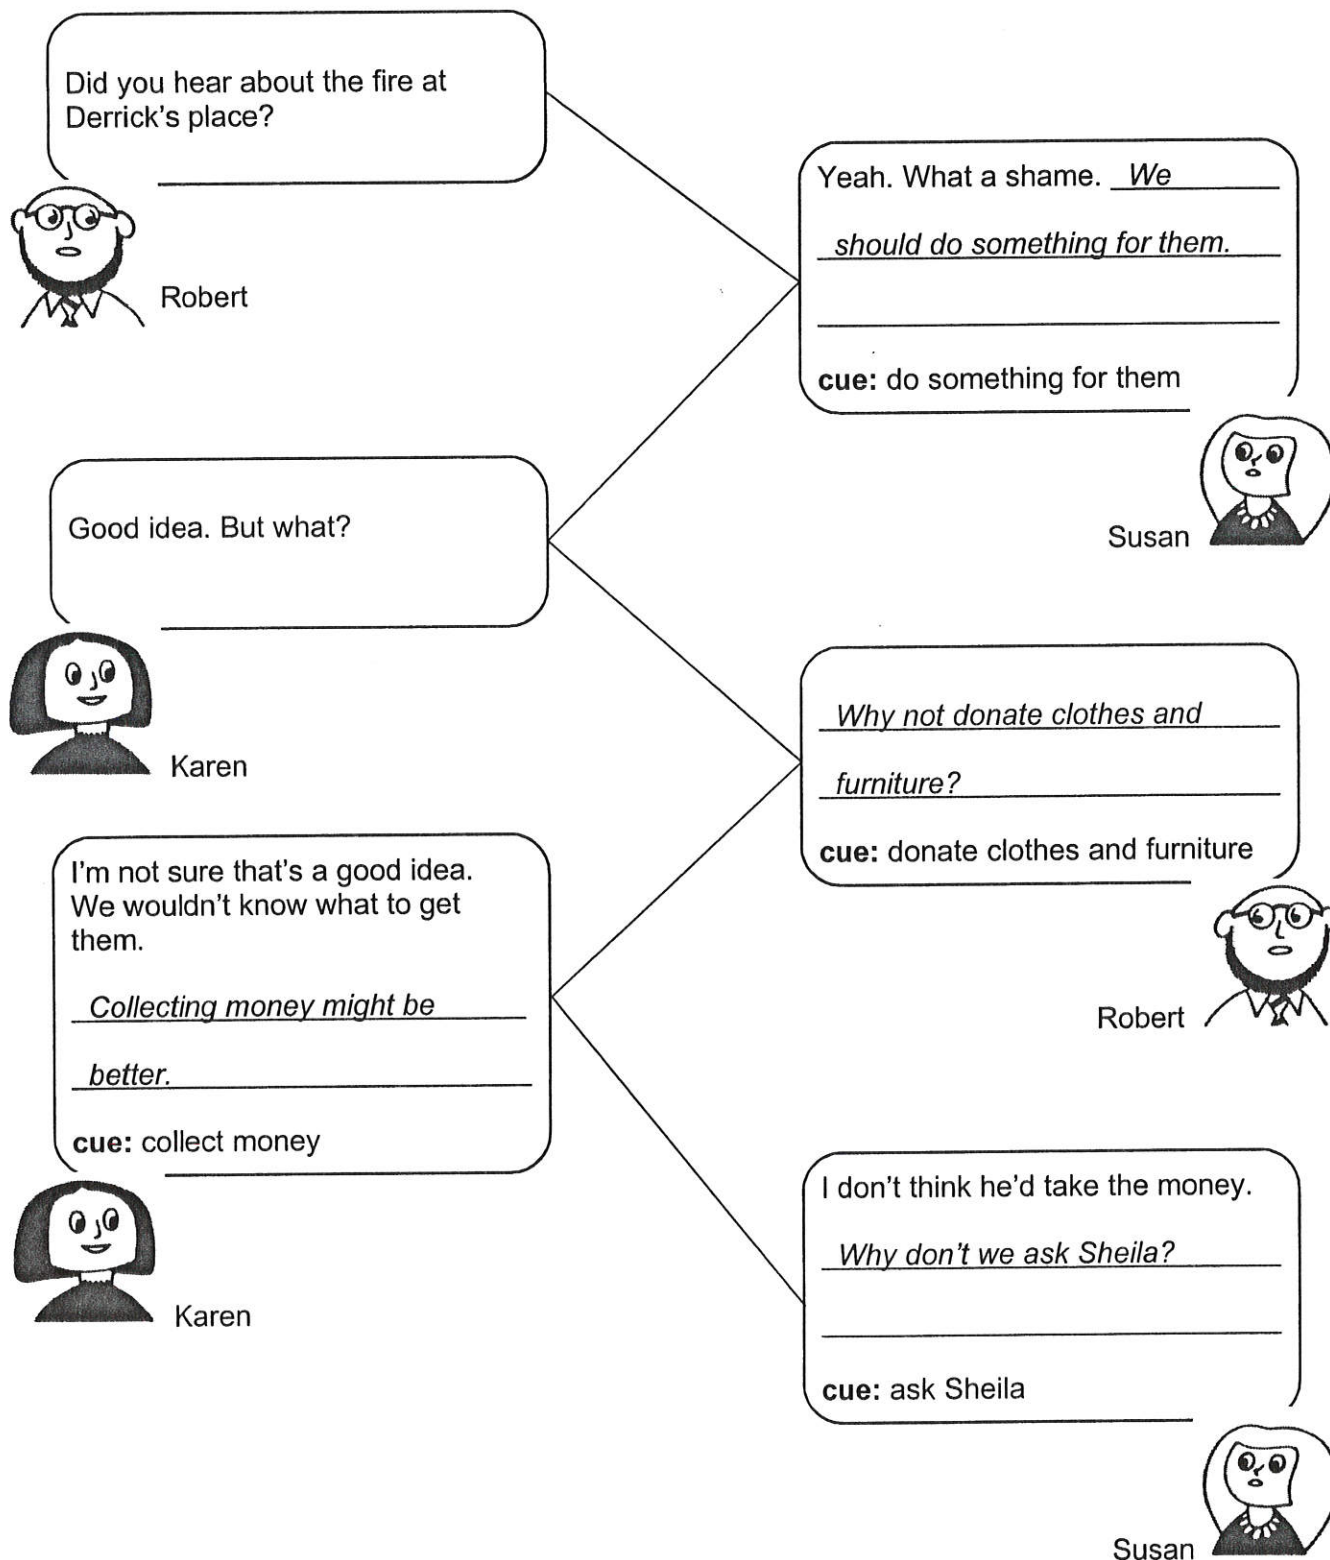 Did you hear about the fire at
Derrick's place?
Robert
Yeah. What a shame. We
should do something for them.
cue: do something for them
Susan
Good idea. But what?
Karen
Why not donate clothes and
furniture?
cue: donate clothes and furniture
Robert
I'm not sure that's a good idea.
We wouldn't know what to get
them.
Collecting money might be
better.
cue: collect money
Karen
I don't think he'd take the money.
Why don't we ask Sheila?
cue: ask Sheila
Susan